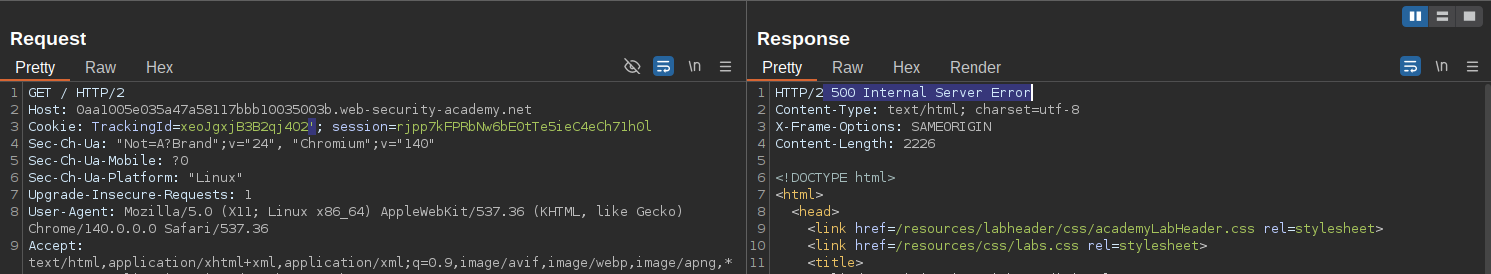 Request
Pretty Raw Hex \n
1 GET / HTTP/2
2 Host: 0aa1005e035a47a58117bbb10035003b.web-security-academy.net
3 Cookie: TrackingId=xeoJgxjB3B2qj4O2'; session=rjpp7kFPRbNw6bE0tTe5ieC4eCh71h0l
4 Sec-Ch-Ua: "Not=A?Brand";v="24", "Chromium";v="140"
5 Sec-Ch-Ua-Mobile: ?0
6 Sec-Ch-Ua-Platform: "Linux"
7 Upgrade-Insecure-Requests: 1
8 User-Agent: Mozilla/5.0 (X11; Linux x86_64) AppleWebKit/537.36 (KHTML, like Gecko)
Chrome/140.0.0.0 Safari/537.36
9 Accept:
text/html,application/xhtml+xml,application/xml;q=0.9,image/avif,image/webp,image/apng,*
Response
Pretty Raw Hex Render \n
1 HTTP/2 500 Internal Server Error
2 Content-Type: text/html; charset=utf-8
3 X-Frame-Options: SAMEORIGIN
4 Content-Length: 2226
5
6 <!DOCTYPE html>
7 <html>
8 <head>
9 <link href=/resources/labheader/css/academyLabHeader.css rel=stylesheet>
10 <link href=/resources/css/labs.css rel=stylesheet>
11 <title>